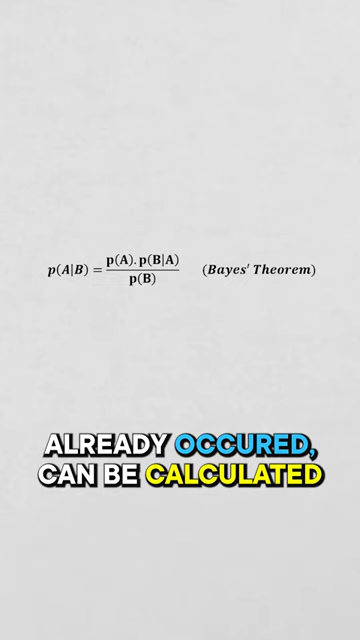 p(A|B) = p(A). p(B|A) / p(B) (Bayes' Theorem)
ALREADY OCCURED,
CAN BE CALCULATED